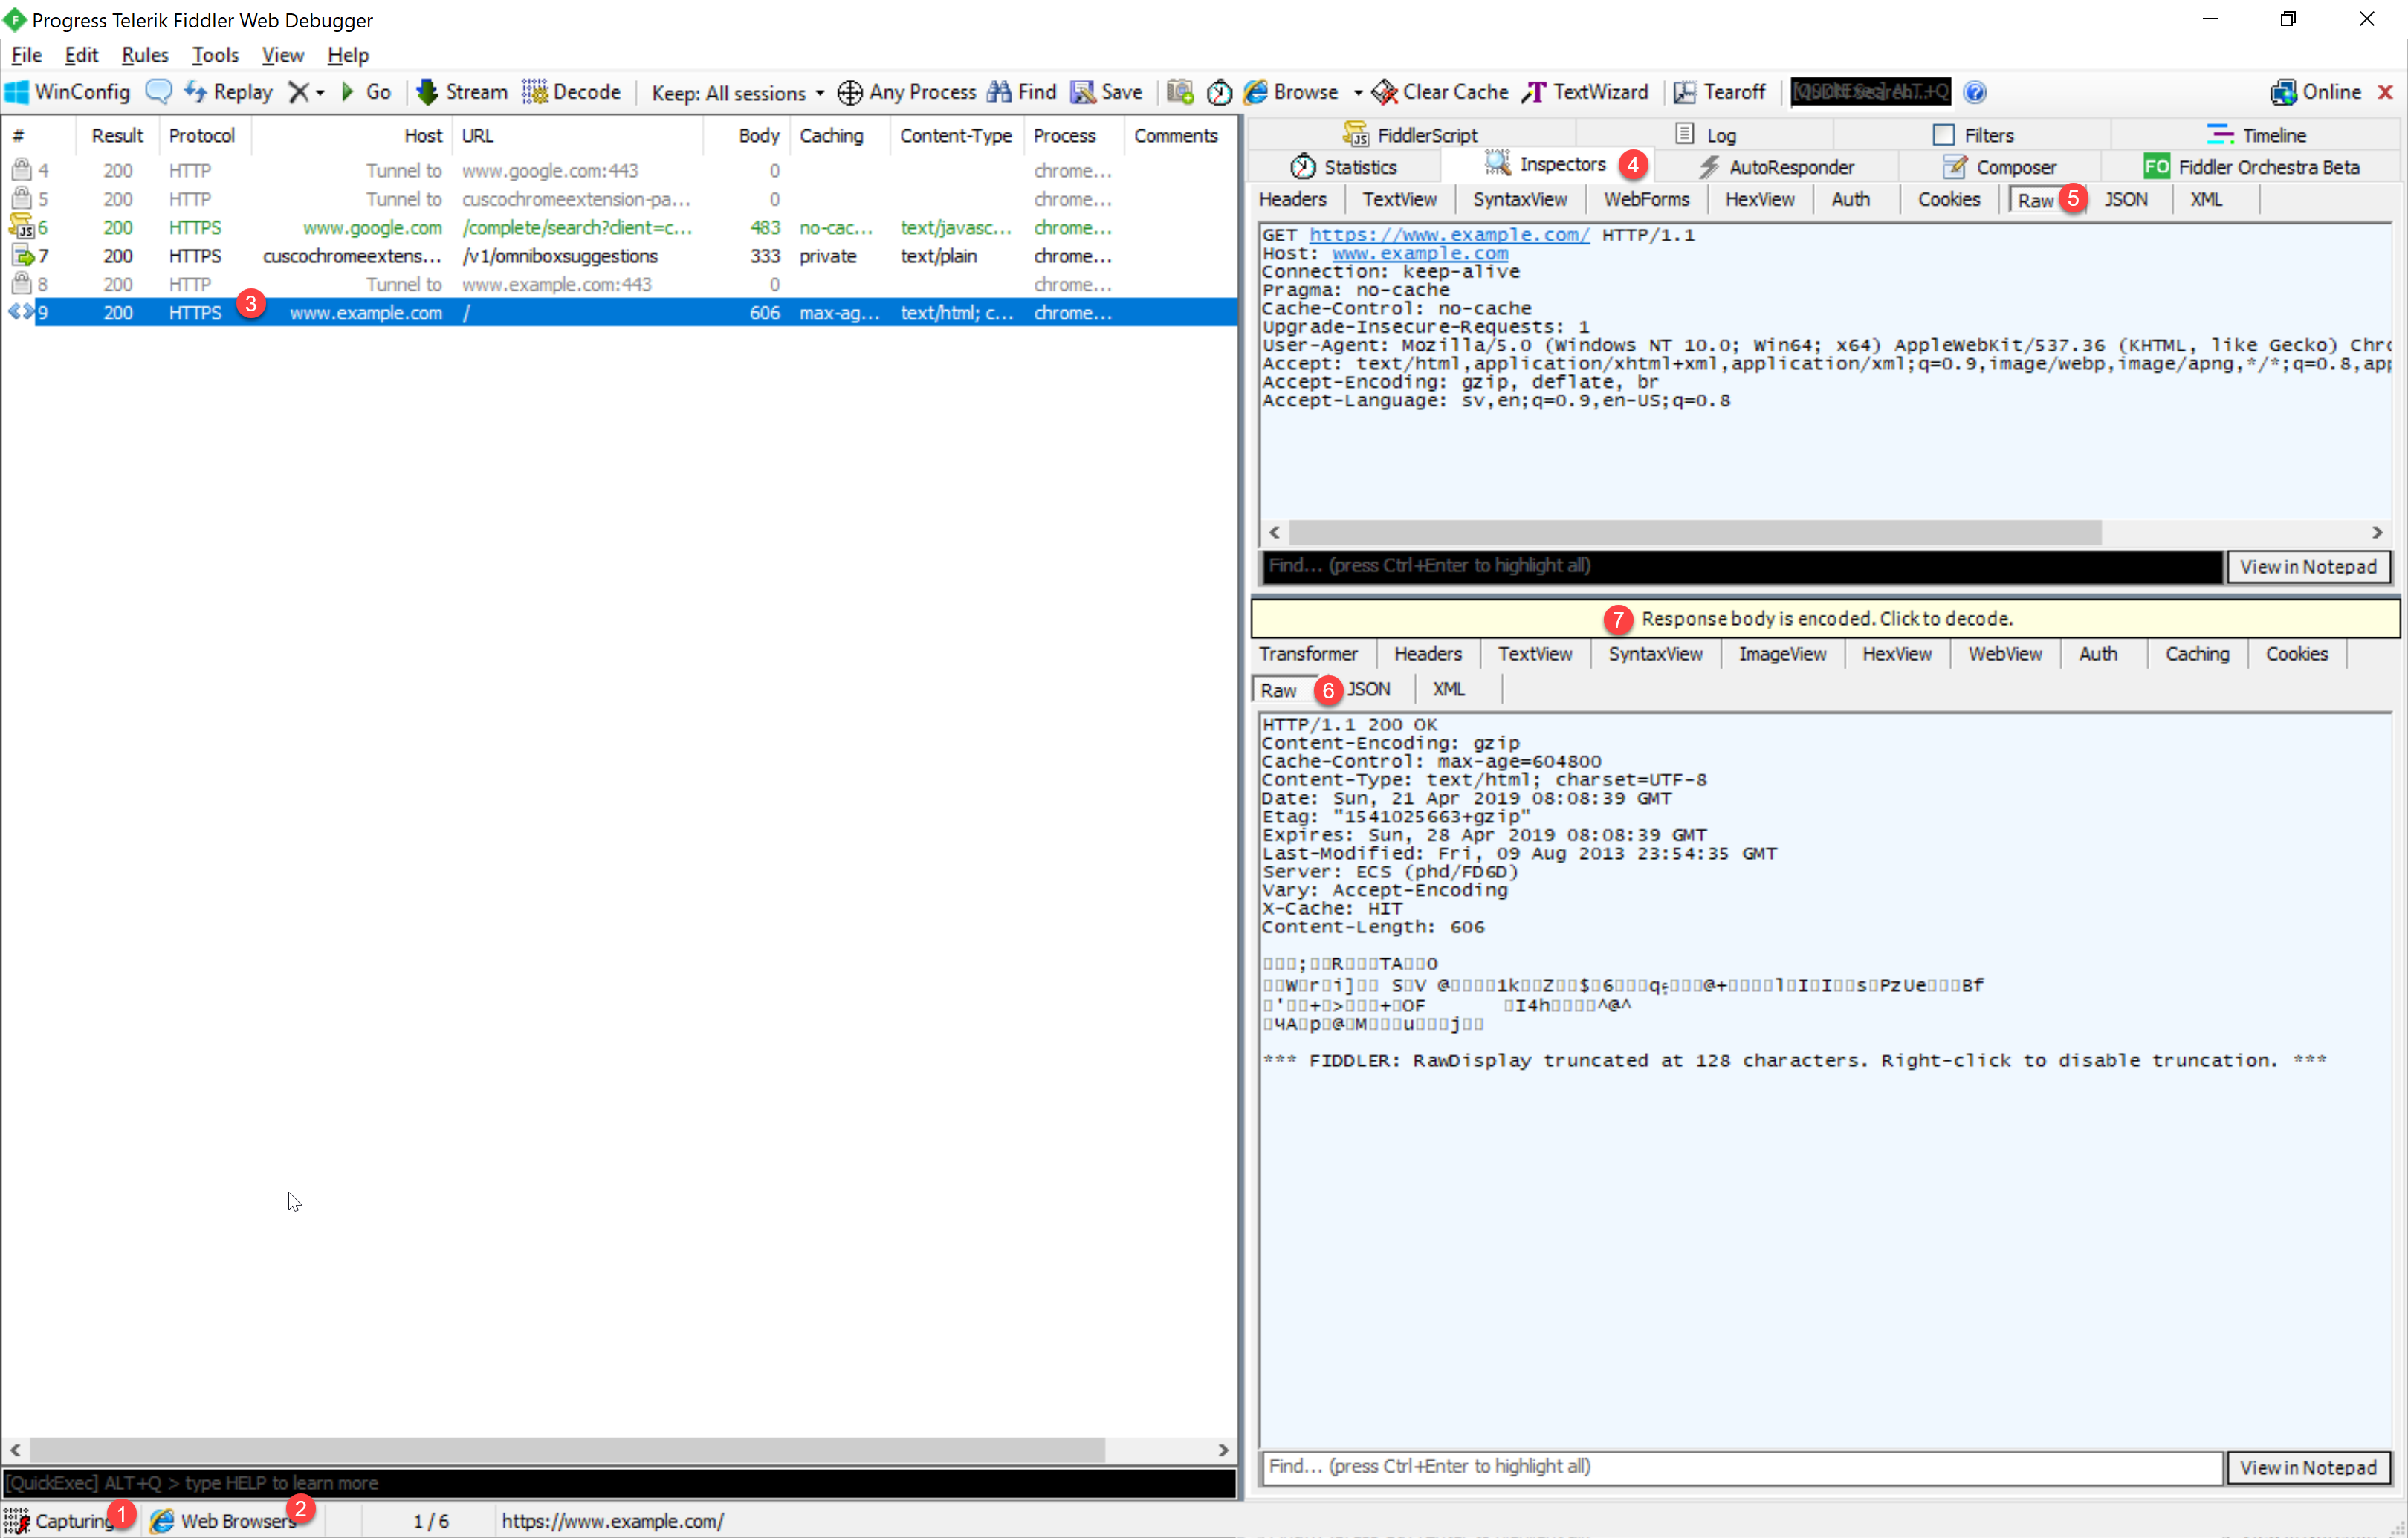 Progress Telerik Fiddler Web Debugger
File Edit Rules Tools View Help
WinConfig Replay Go Stream Decode Keep: All sessions Any Process Find Save Browse Clear Cache TextWizard Tearoff Online
# Result Protocol Host URL Body Caching Content-Type Process Comments
4 200 HTTP Tunnel to www.google.com:443 0 chrome...
5 200 HTTP Tunnel to cuscochromeextension-pa... 0 chrome...
6 200 HTTPS www.google.com /complete/search?client=c... 483 no-cac... text/javasc... chrome...
7 200 HTTPS cuscochromeextens... /v1/omniboxsuggestions 333 private text/plain chrome...
8 200 HTTP Tunnel to www.example.com:443 0 chrome...
9 200 HTTPS 3 www.example.com / 606 max-ag... text/html; c... chrome...
[QuickExec] ALT+Q > type HELP to learn more
Capturing 1 Web Browsers 2 1 / 6 https://www.example.com/
FiddlerScript Log Filters Timeline
Statistics Inspectors 4 AutoResponder Composer FO Fiddler Orchestra Beta
Headers TextView SyntaxView WebForms HexView Auth Cookies Raw 5 JSON XML
GET https://www.example.com/ HTTP/1.1
Host: www.example.com
Connection: keep-alive
Pragma: no-cache
Cache-Control: no-cache
Upgrade-Insecure-Requests: 1
User-Agent: Mozilla/5.0 (Windows NT 10.0; Win64; x64) AppleWebKit/537.36 (KHTML, like Gecko) Chr
Accept: text/html,application/xhtml+xml,application/xml;q=0.9,image/webp,image/apng,*/*;q=0.8,app
Accept-Encoding: gzip, deflate, br
Accept-Language: sv,en;q=0.9,en-US;q=0.8
Find... (press Ctrl+Enter to highlight all) View in Notepad
7 Response body is encoded. Click to decode.
Transformer Headers TextView SyntaxView ImageView HexView WebView Auth Caching Cookies
Raw 6 JSON XML
HTTP/1.1 200 OK
Content-Encoding: gzip
Cache-Control: max-age=604800
Content-Type: text/html; charset=UTF-8
Date: Sun, 21 Apr 2019 08:08:39 GMT
Etag: "1541025663+gzip"
Expires: Sun, 28 Apr 2019 08:08:39 GMT
Last-Modified: Fri, 09 Aug 2013 23:54:35 GMT
Server: ECS (phd/FD6D)
Vary: Accept-Encoding
X-Cache: HIT
Content-Length: 606
*** FIDDLER: RawDisplay truncated at 128 characters. Right-click to disable truncation. ***
Find... (press Ctrl+Enter to highlight all) View in Notepad